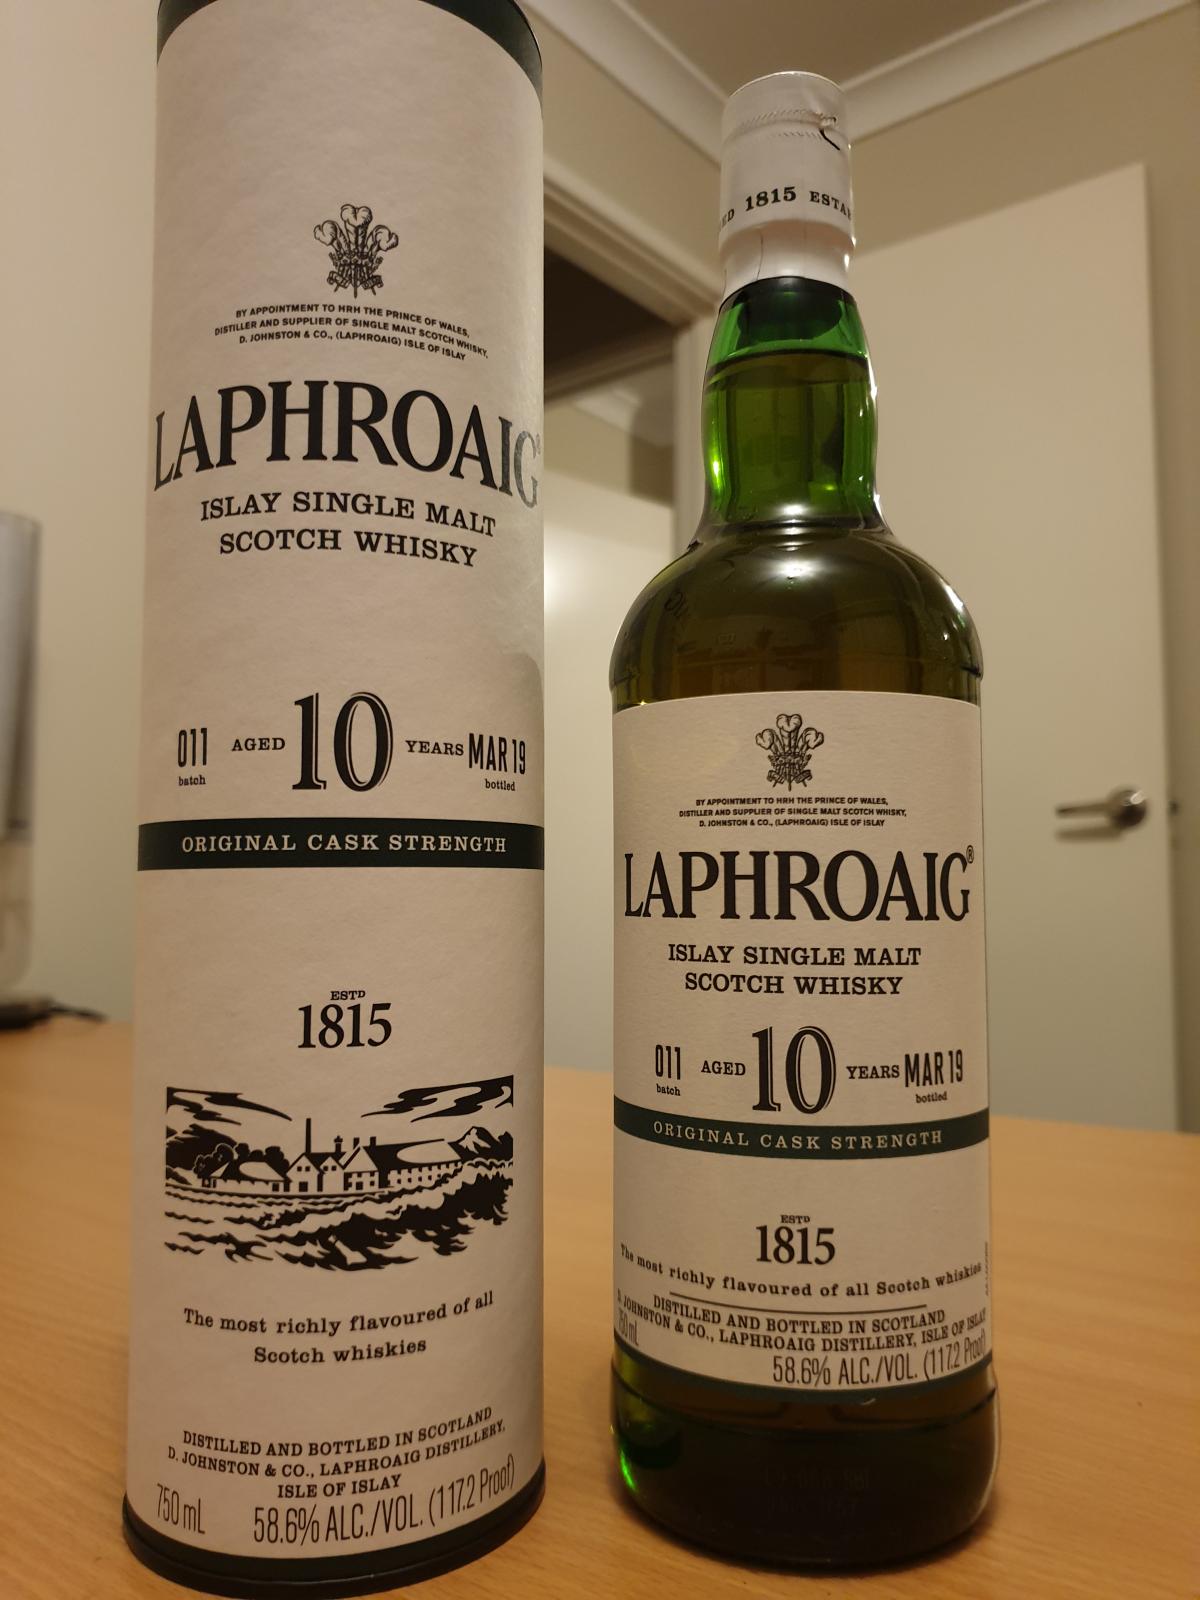 BY APPOINTMENT TO HRH THE PRINCE OF WALES,
DISTILLER AND SUPPLIER OF SINGLE MALT SCOTCH WHISKY,
D. JOHNSTON & CO., (LAPHROAIG) ISLE OF ISLAY
LAPHROAIG®
ISLAY SINGLE MALT
SCOTCH WHISKY
011 AGED 10 YEARS MAR 19
batch bottled
ORIGINAL CASK STRENGTH
ESTD
1815
The most richly flavoured of all
Scotch whiskies
DISTILLED AND BOTTLED IN SCOTLAND
D. JOHNSTON & CO., LAPHROAIG DISTILLERY,
ISLE OF ISLAY
750 mL 58.6% ALC./VOL. (117.2 Proof)
1815
BY APPOINTMENT TO HRH THE PRINCE OF WALES,
DISTILLER AND SUPPLIER OF SINGLE MALT SCOTCH WHISKY,
D. JOHNSTON & CO., (LAPHROAIG) ISLE OF ISLAY
LAPHROAIG®
ISLAY SINGLE MALT
SCOTCH WHISKY
011 AGED 10 YEARS MAR 19
batch bottled
ORIGINAL CASK STRENGTH
ESTD
1815
The most richly flavoured of all Scotch whiskies
DISTILLED AND BOTTLED IN SCOTLAND
D. JOHNSTON & CO., LAPHROAIG DISTILLERY, ISLE OF ISLAY
750 mL 58.6% ALC./VOL. (117.2 Proof)